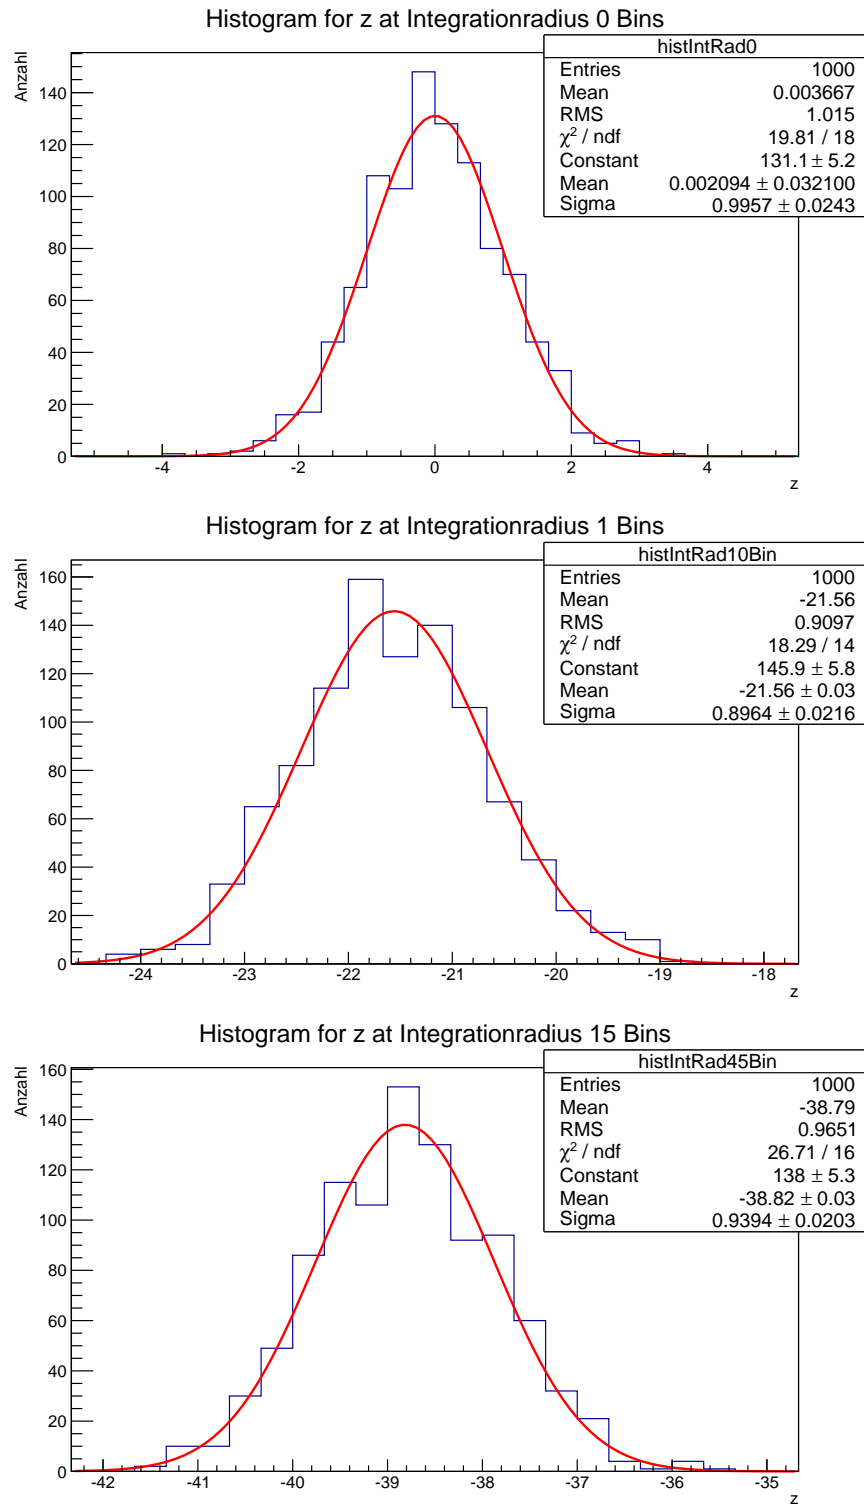 Histogram for z at Integrationradius 0 Bins
Anzahl
histIntRad0
Entries 1000
Mean 0.003667
RMS 1.015
χ² / ndf 19.81 / 18
Constant 131.1 ± 5.2
Mean 0.002094 ± 0.032100
Sigma 0.9957 ± 0.0243
140
120
100
80
60
40
20
0
-4 -2 0 2 4
z
Histogram for z at Integrationradius 1 Bins
Anzahl
histIntRad10Bin
Entries 1000
Mean -21.56
RMS 0.9097
χ² / ndf 18.29 / 14
Constant 145.9 ± 5.8
Mean -21.56 ± 0.03
Sigma 0.8964 ± 0.0216
160
140
120
100
80
60
40
20
0
-24 -23 -22 -21 -20 -19 -18
z
Histogram for z at Integrationradius 15 Bins
Anzahl
histIntRad45Bin
Entries 1000
Mean -38.79
RMS 0.9651
χ² / ndf 26.71 / 16
Constant 138 ± 5.3
Mean -38.82 ± 0.03
Sigma 0.9394 ± 0.0203
160
140
120
100
80
60
40
20
0
-42 -41 -40 -39 -38 -37 -36 -35
z